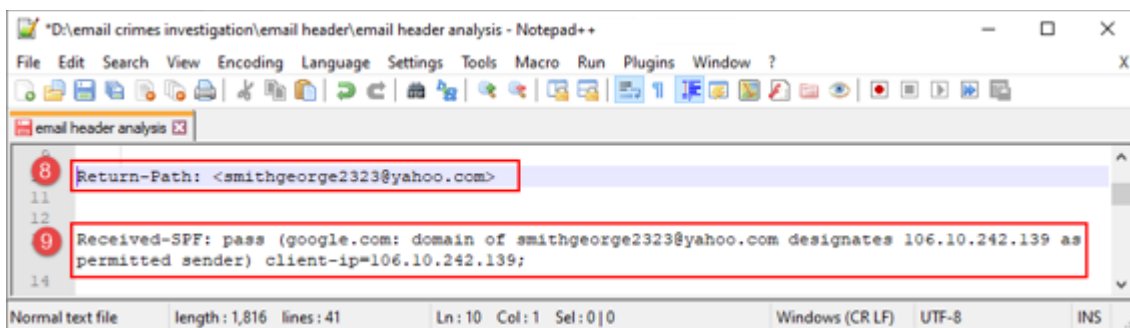 *D:\email crimes investigation\email header\email header analysis - Notepad++
File Edit Search View Encoding Language Settings Tools Macro Run Plugins Window ? X
email header analysis
8
Return-Path: <smithgeorge2323@yahoo.com>
11
12
9
Received-SPF: pass (google.com: domain of smithgeorge2323@yahoo.com designates 106.10.242.139 as
permitted sender) client-ip=106.10.242.139;
14
Normal text file length : 1,816 lines : 41 Ln : 10 Col : 1 Sel : 0 | 0 Windows (CR LF) UTF-8 INS